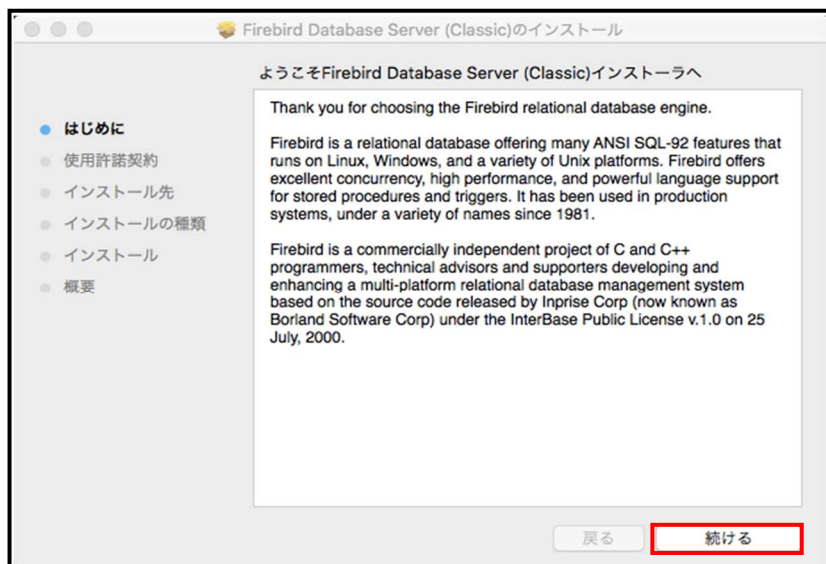 Firebird Database Server (Classic)のインストール
ようこそFirebird Database Server (Classic)インストーラへ
はじめに
使用許諾契約
インストール先
インストールの種類
インストール
概要
Thank you for choosing the Firebird relational database engine.
Firebird is a relational database offering many ANSI SQL-92 features that
runs on Linux, Windows, and a variety of Unix platforms. Firebird offers
excellent concurrency, high performance, and powerful language support
for stored procedures and triggers. It has been used in production
systems, under a variety of names since 1981.
Firebird is a commercially independent project of C and C++
programmers, technical advisors and supporters developing and
enhancing a multi-platform relational database management system
based on the source code released by Inprise Corp (now known as
Borland Software Corp) under the InterBase Public License v.1.0 on 25
July, 2000.
戻る
続ける